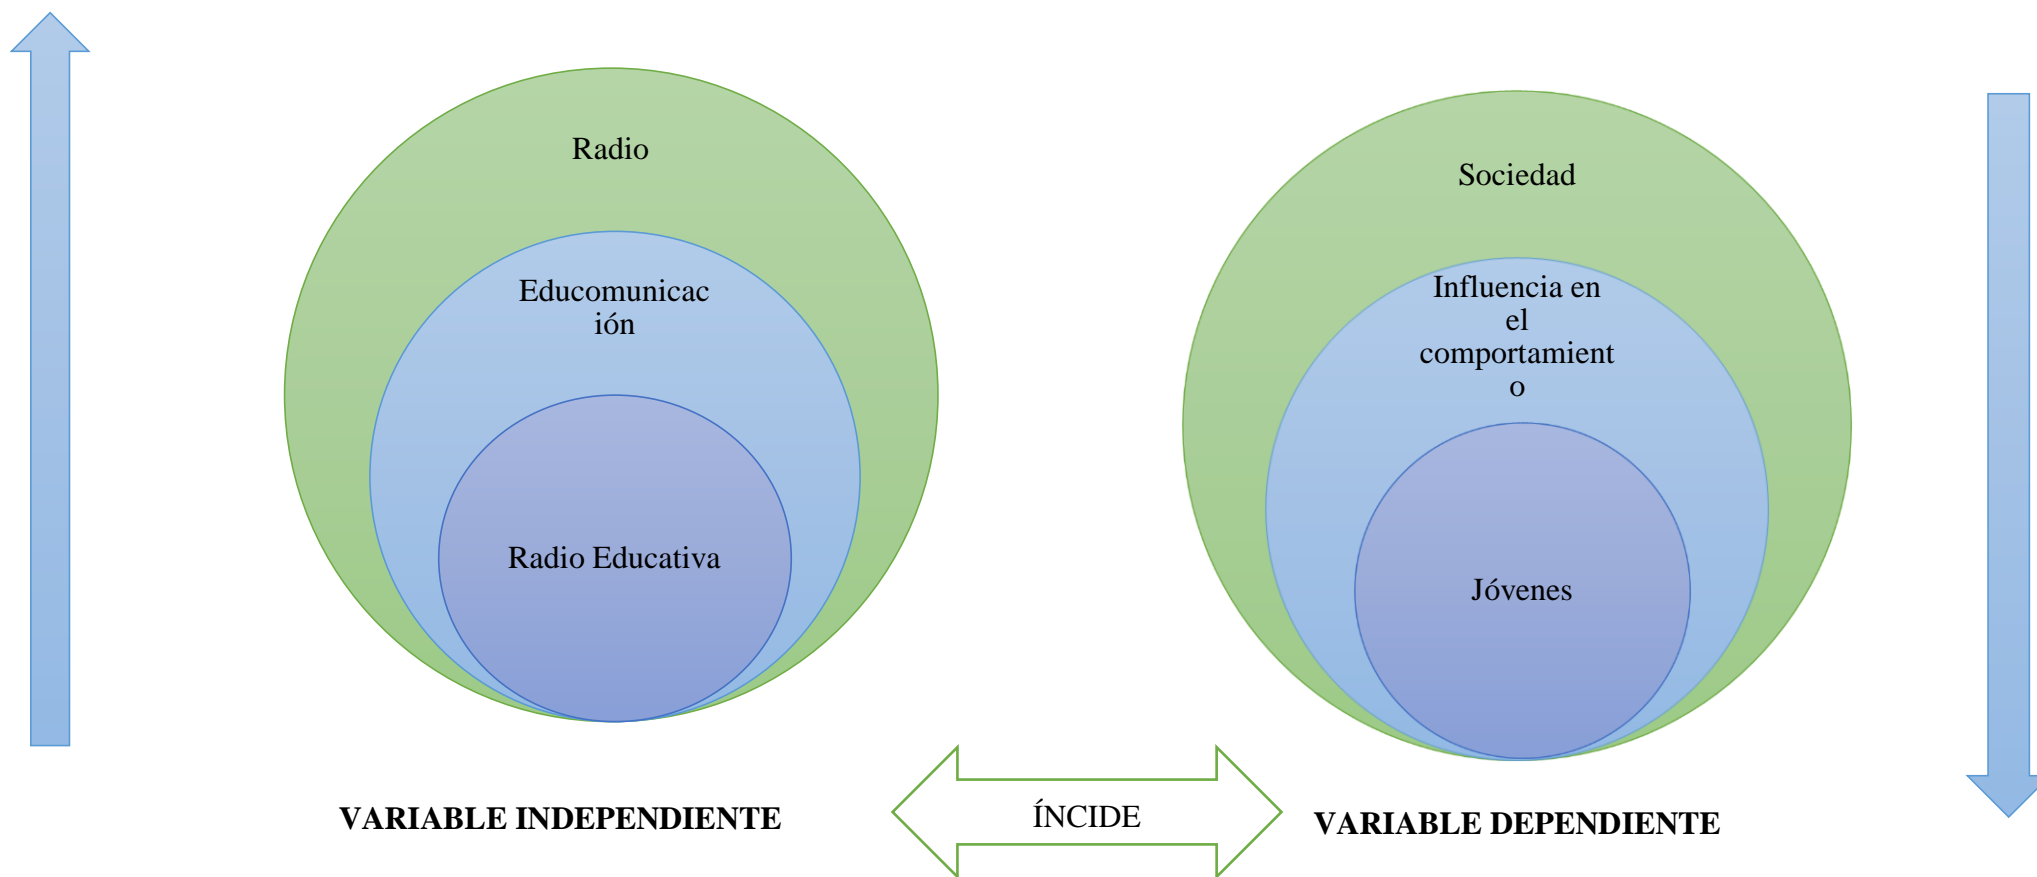 Radio
Educomunicac
ión
Radio Educativa
Sociedad
Influencia en
el
comportamient
o
Jóvenes
VARIABLE INDEPENDIENTE
ÍNCIDE
VARIABLE DEPENDIENTE